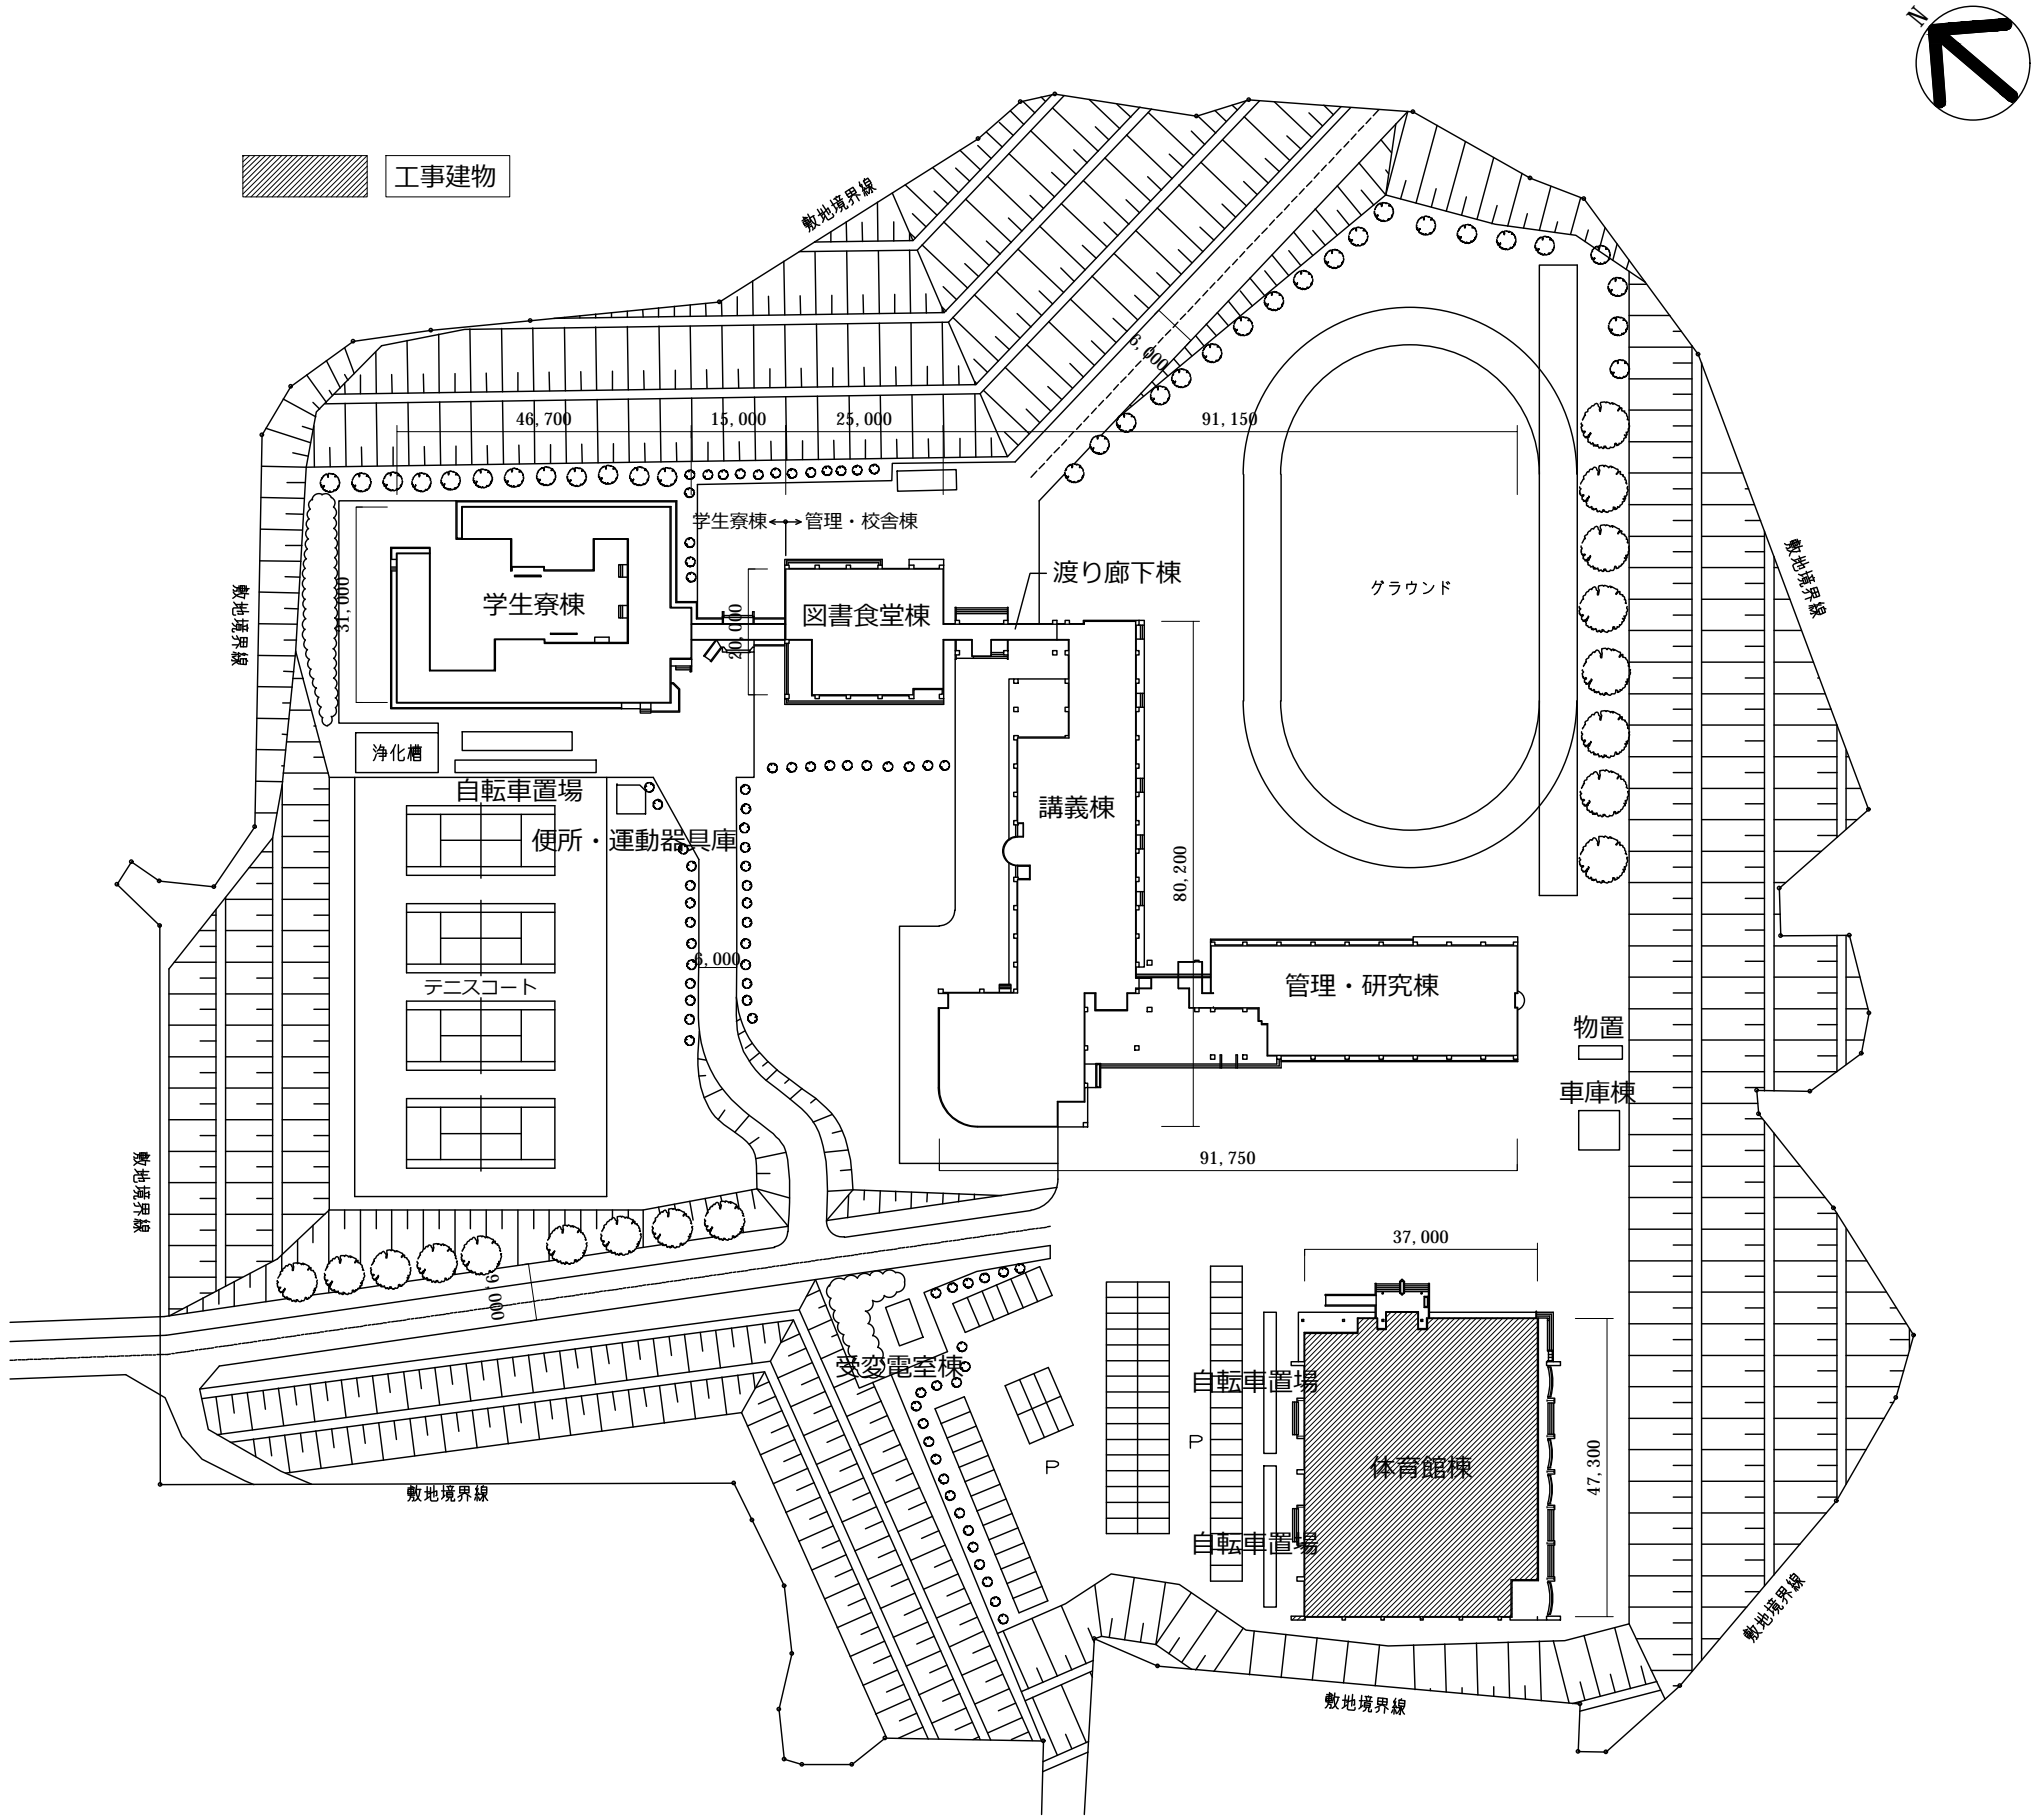 N
工事建物
敷地境界線
6,000
46,700
15,000
25,000
91,150
学生寮棟
管理・校舎棟
敷地境界線
渡り廊下棟
グラウンド
敷地境界線
31,000
学生寮棟
20,000
図書食堂棟
浄化槽
自転車置場
講義棟
便所・運動器具庫
80,200
6,000
テニスコート
管理・研究棟
物置
車庫棟
敷地境界線
91,750
37,000
9,000
受変電室棟
自転車置場
P
P
体育館棟
47,300
敷地境界線
自転車置場
敷地境界線
敷地境界線